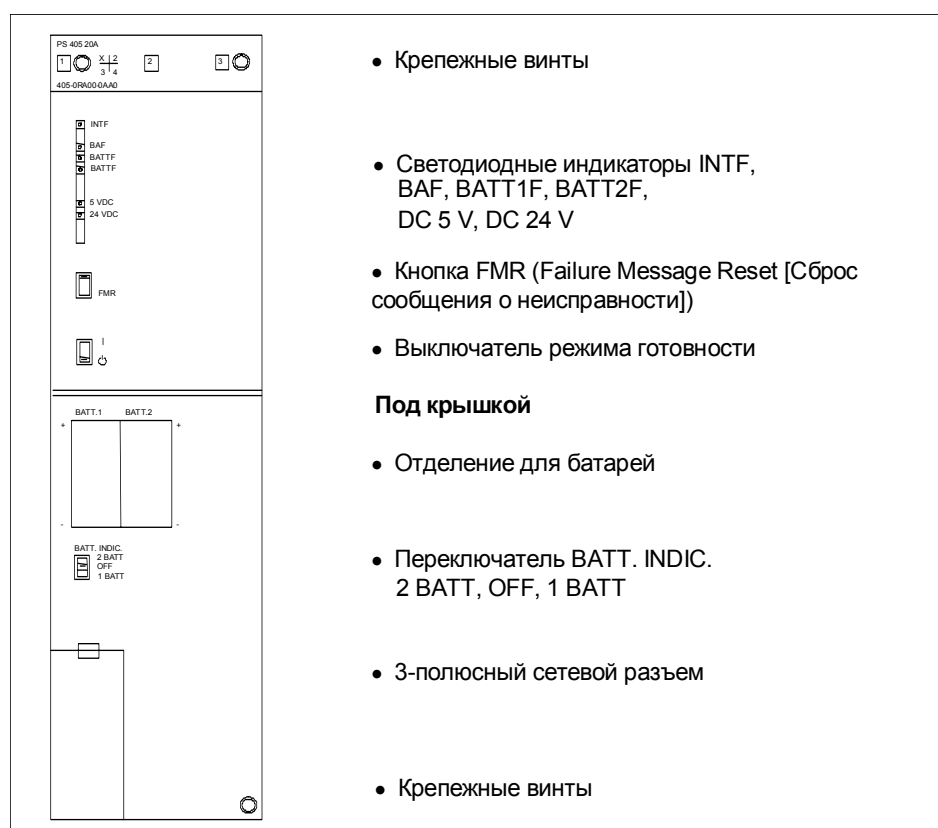 PS 405 20A
1 X 2 2 3
3 4
405-0RA00-0AA0
• Крепежные винты
INTF
BAF
BATTF
BATTF
5 VDC
24 VDC
• Светодиодные индикаторы INTF,
BAF, BATT1F, BATT2F,
DC 5 V, DC 24 V
FMR
• Кнопка FMR (Failure Message Reset [Сброс
сообщения о неисправности])
I
• Выключатель режима готовности
Под крышкой
BATT.1 BATT.2
+ +
- -
• Отделение для батарей
BATT. INDIC.
2 BATT
OFF
1 BATT
• Переключатель BATT. INDIC.
2 BATT, OFF, 1 BATT
• 3-полюсный сетевой разъем
• Крепежные винты